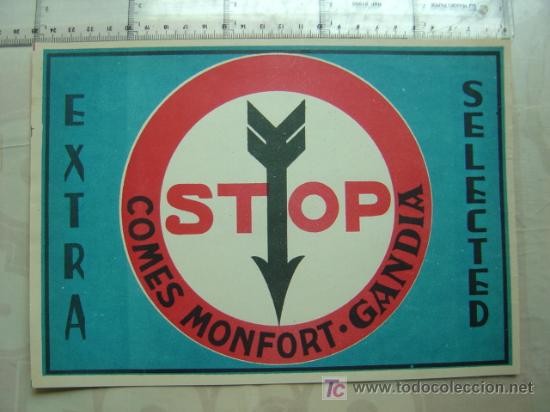 EXTRA
STOP
COMES MONFORT·GANDIA
SELECTED
TC www.todocoleccion.net